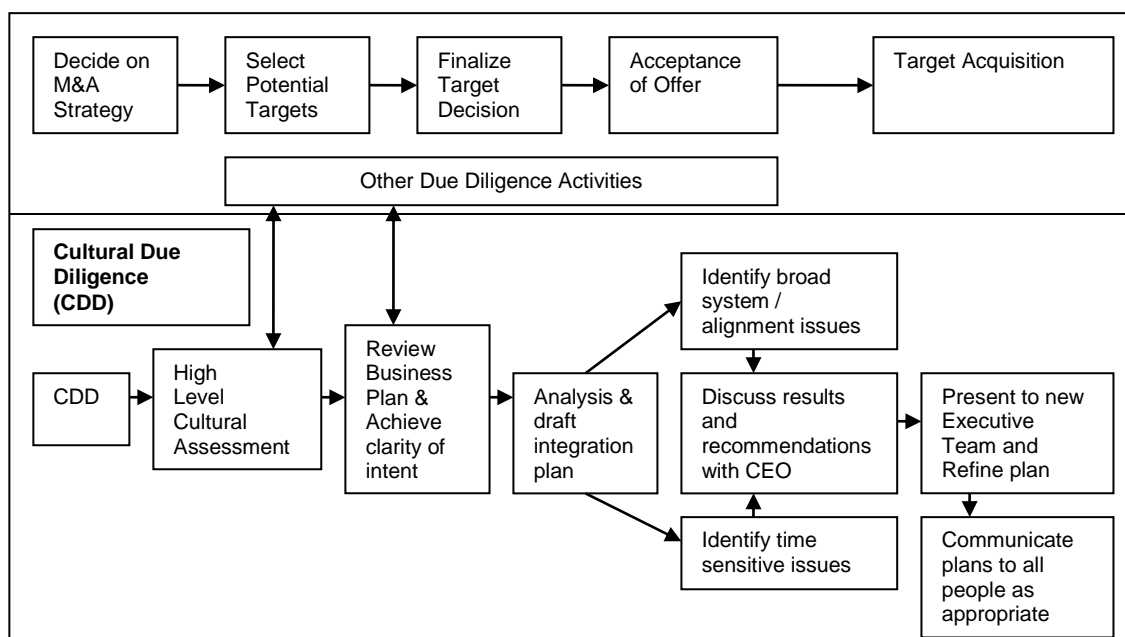 Decide on
M&A
Strategy
Select
Potential
Targets
Finalize
Target
Decision
Acceptance
of Offer
Target Acquisition
Other Due Diligence Activities
Cultural Due
Diligence
(CDD)
CDD
High
Level
Cultural
Assessment
Review
Business
Plan &
Achieve
clarity of
intent
Analysis &
draft
integration
plan
Identify broad
system /
alignment issues
Discuss results
and
recommendations
with CEO
Identify time
sensitive issues
Present to new
Executive
Team and
Refine plan
Communicate
plans to all
people as
appropriate